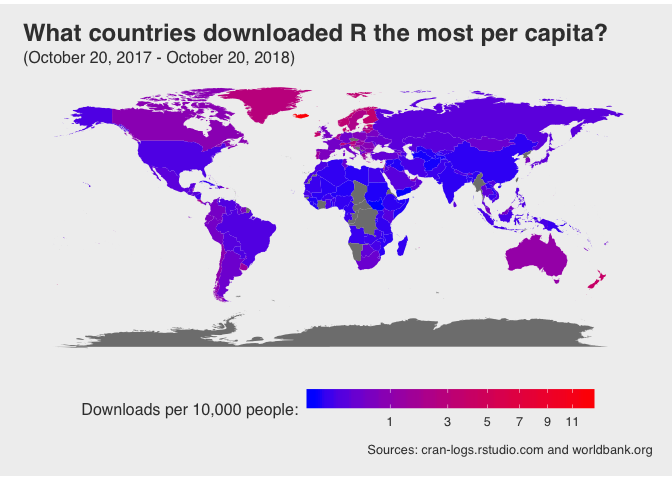 What countries downloaded R the most per capita?
(October 20, 2017 - October 20, 2018)
Downloads per 10,000 people:
1 3 5 7 9 11
Sources: cran-logs.rstudio.com and worldbank.org